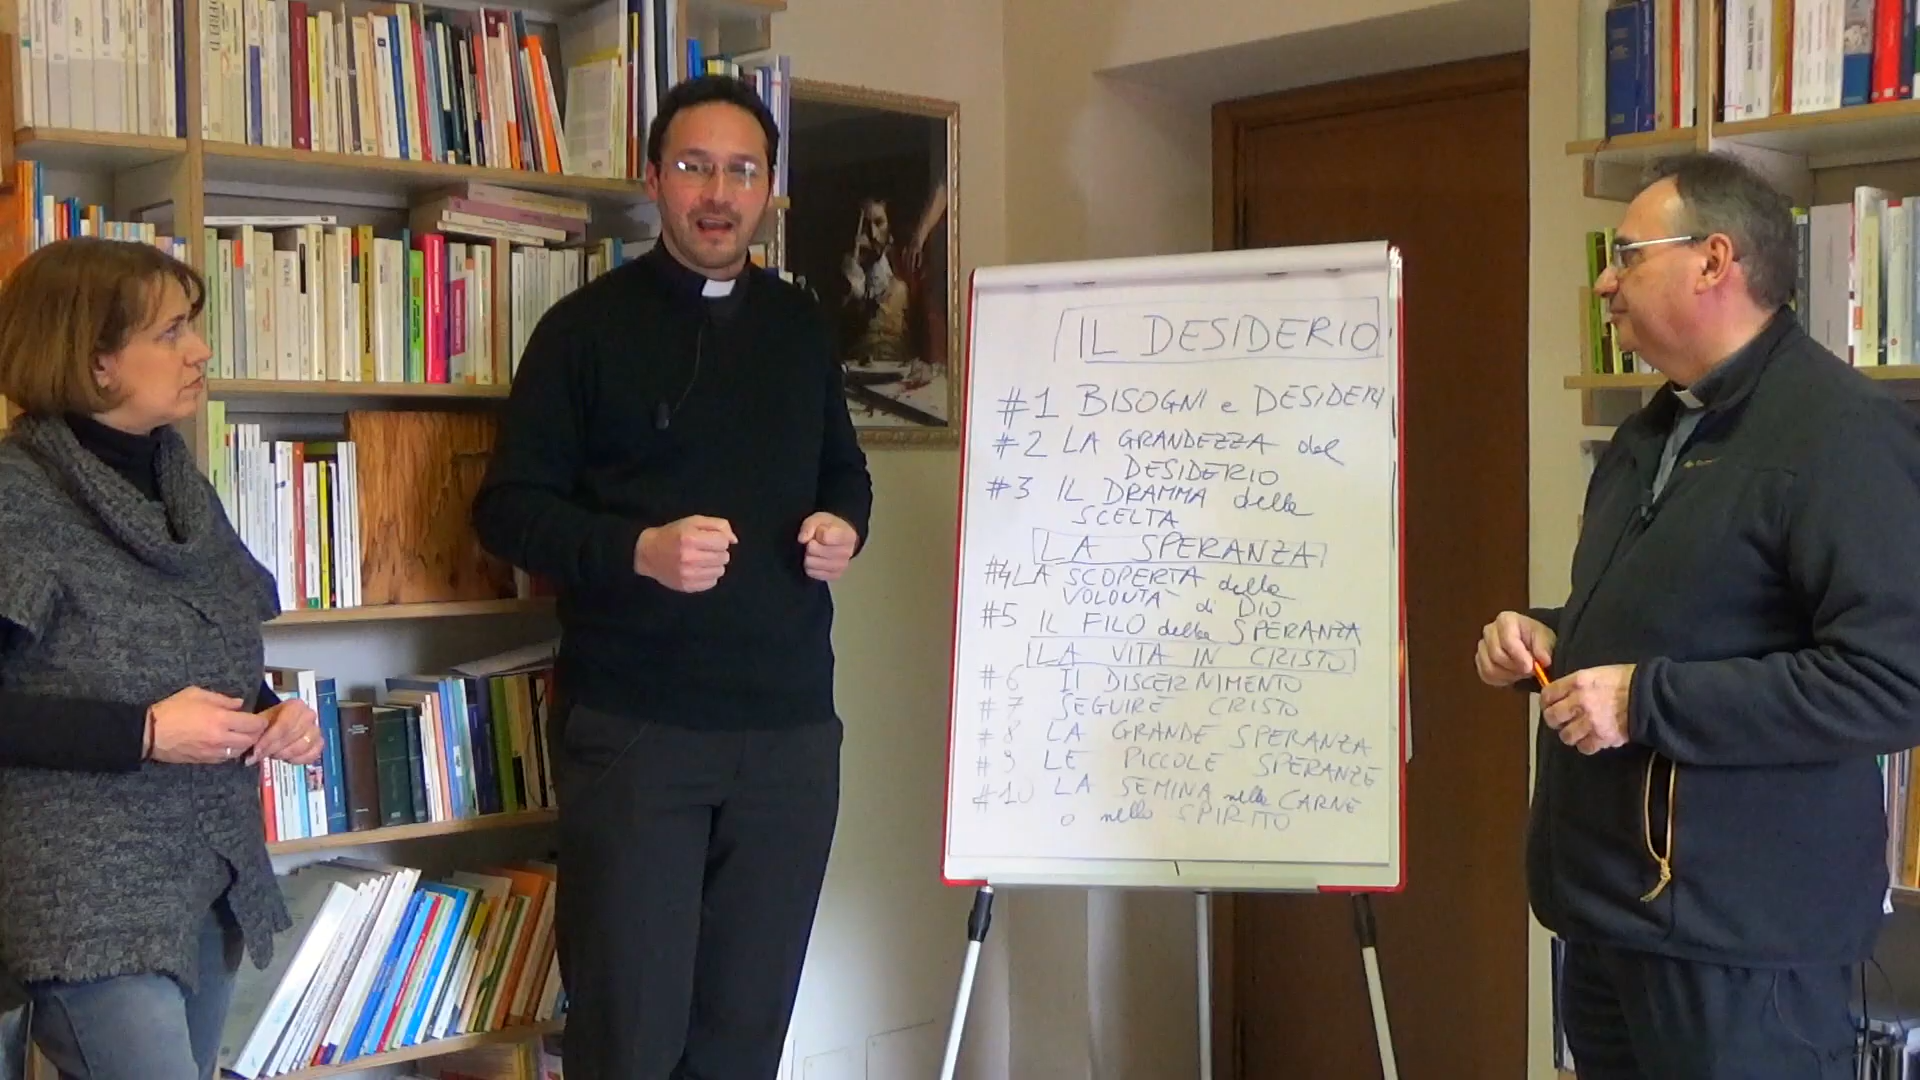 IL DESIDERIO
#1 BISOGNI e DESIDERI
#2 LA GRANDEZZA del
DESIDERIO
#3 IL DRAMMA della
SCELTA
LA SPERANZA
#4 LA SCOPERTA della
VOLONTÀ di DIO
#5 IL FILO della SPERANZA
LA VITA IN CRISTO
#6 Il DISCERNIMENTO
#7 SEGUIRE CRISTO
#8 LA GRANDE SPERANZA
#9 LE PICCOLE SPERANZE
#10 LA SEMINA nella CARNE
o nello SPIRITO